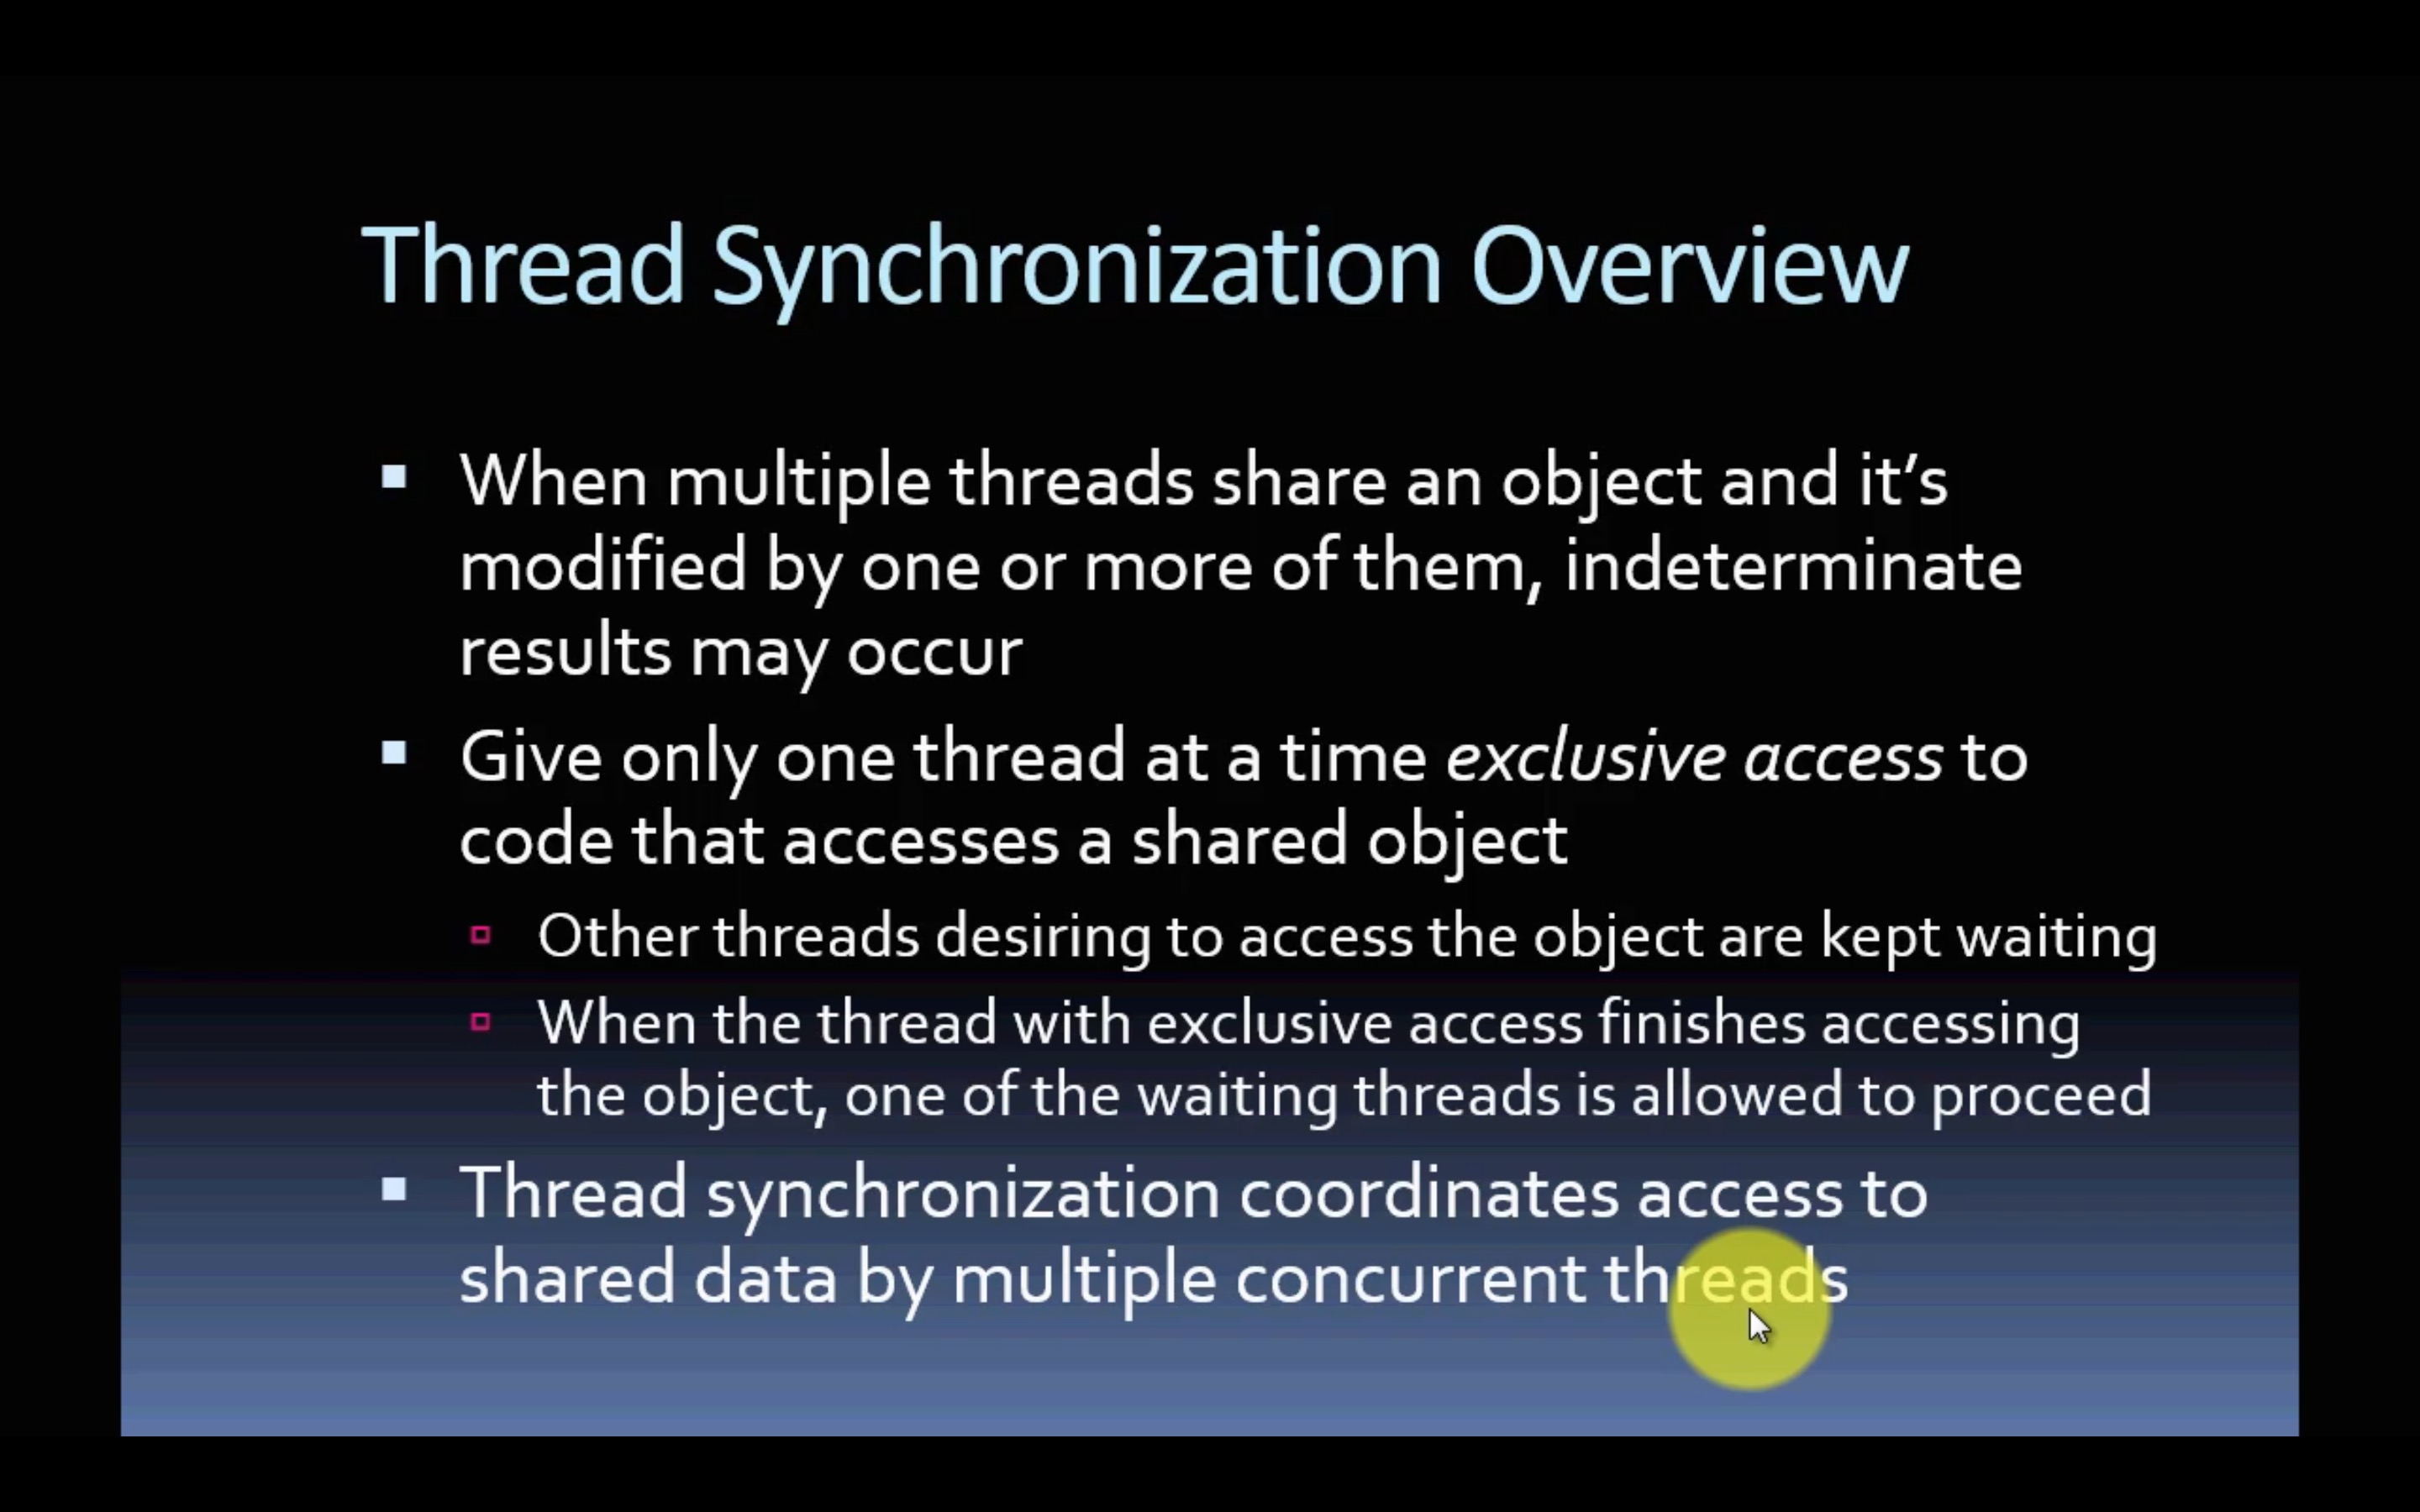 Thread Synchronization Overview
When multiple threads share an object and it’s
modified by one or more of them, indeterminate
results may occur
Give only one thread at a time exclusive access to
code that accesses a shared object
Other threads desiring to access the object are kept waiting
When the thread with exclusive access finishes accessing
the object, one of the waiting threads is allowed to proceed
Thread synchronization coordinates access to
shared data by multiple concurrent threads